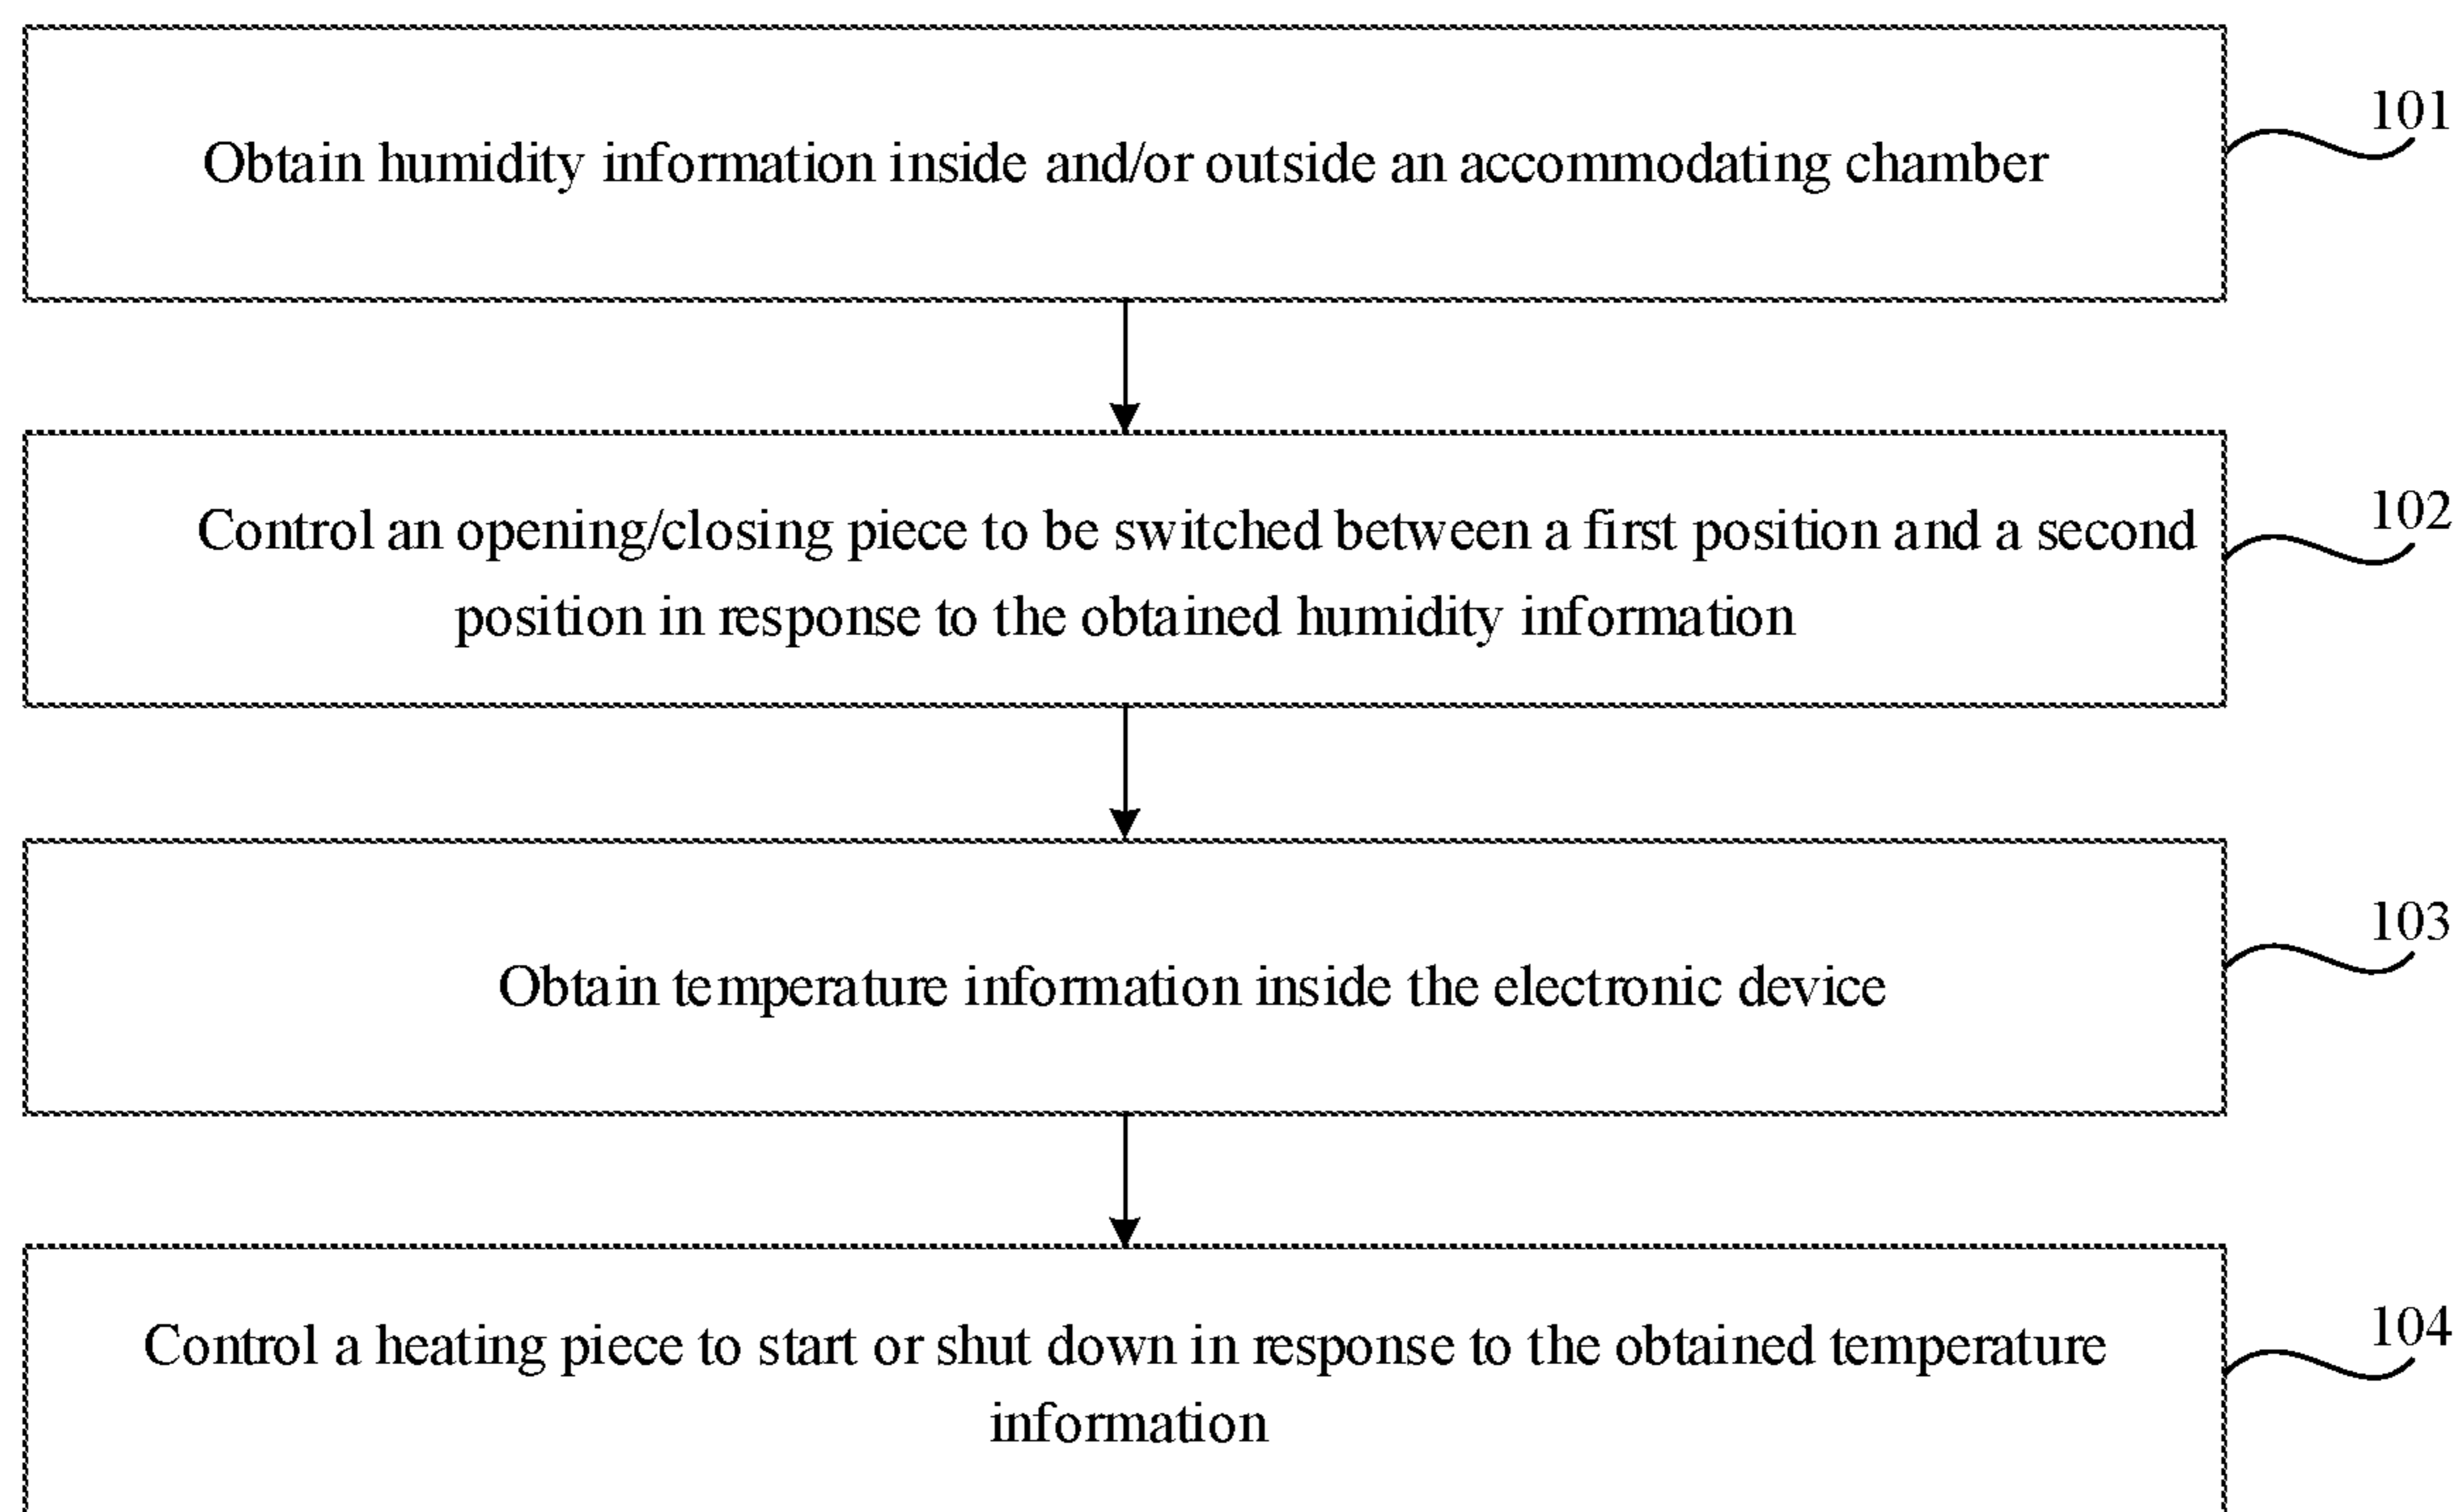 Obtain humidity information inside and/or outside an accommodating chamber
101
Control an opening/closing piece to be switched between a first position and a second
position in response to the obtained humidity information
102
Obtain temperature information inside the electronic device
103
Control a heating piece to start or shut down in response to the obtained temperature
information
104